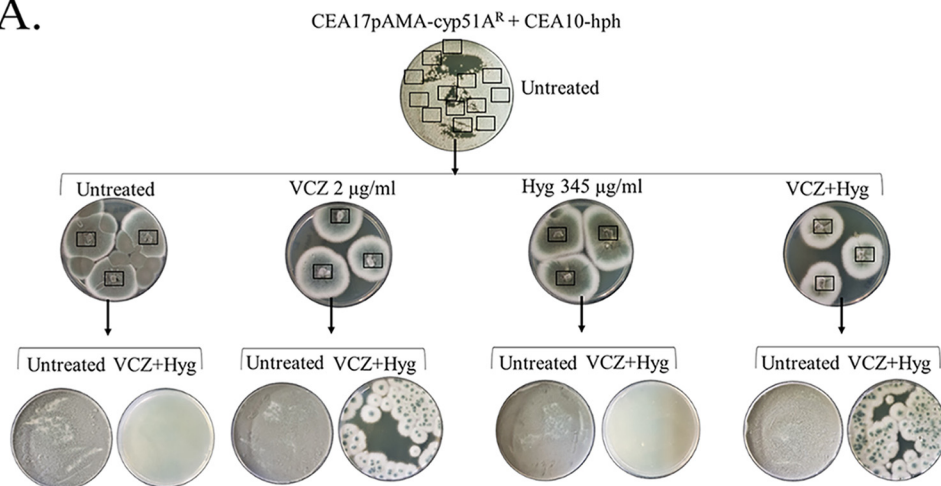 A.
CEA17pAMA-cyp51Aᴿ + CEA10-hph
Untreated
Untreated
VCZ 2 µg/ml
Hyg 345 µg/ml
VCZ+Hyg
Untreated VCZ+Hyg
Untreated VCZ+Hyg
Untreated VCZ+Hyg
Untreated VCZ+Hyg